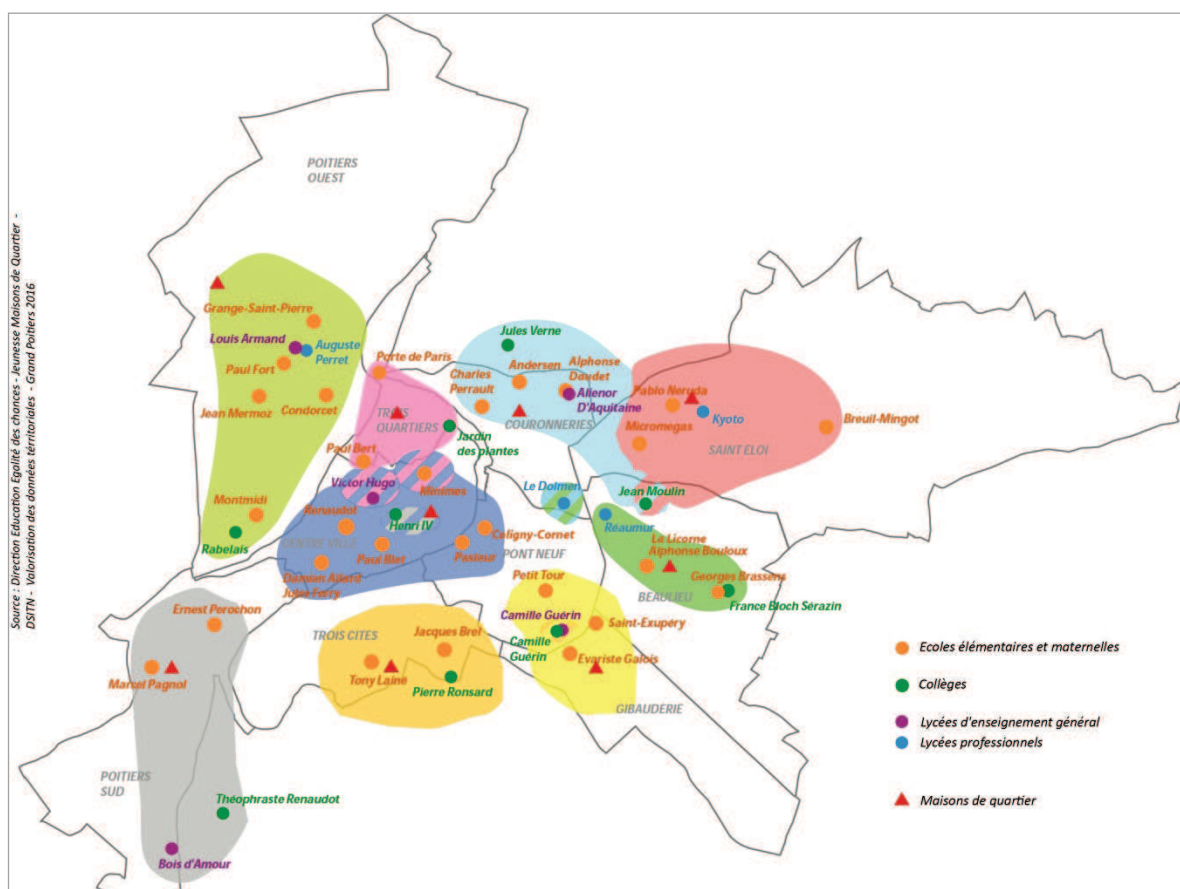 Source : Direction Education Egalité des chances - Jeunesse Maisons de Quartier -
DSITN - Valorisation des données térritoriales - Grand Poitiers 2016
POITIERS
OUEST
Grange-Saint-Pierre
Louis Armand
Auguste
Perret
Paul Fort
Jean Mermoz
Condorcet
Montmidi
Rabelais
Porte de Paris
TROIS
QUARTIERS
Jardin
des plantes
Paul Bert
Jules Verne
Andersen
Alphonse
Daudet
Charles
Perrault
Alienor
D'Aquitaine
COURONNERIES
Pablo Neruda
Kyoto
Breuil-Mingot
Micromegas
SAINT ELOI
Victor Hugo
Minimes
Renaudot
Henri IV
CENTRE VILLE
Paul Blet
Pasteur
Coligny-Cornet
Damien Allard
Jules Ferry
PONT NEUF
Le Dolmen
Jean Moulin
Réaumur
La Licorne
Alphonse Bouloux
Georges Brassens
BEAULIEU
France Bloch Sérazin
Petit Tour
Camille Guérin
Saint-Exupéry
Camille
Guérin
Evariste Galois
GIBAUDERIE
Ernest Perochon
Marcel Pagnol
TROIS CITES
Jacques Brel
Tony Lainé
Pierre Ronsard
POITIERS
SUD
Théophraste Renaudot
Bois d'Amour
Ecoles élémentaires et maternelles
Collèges
Lycées d'enseignement général
Lycées professionnels
Maisons de quartier